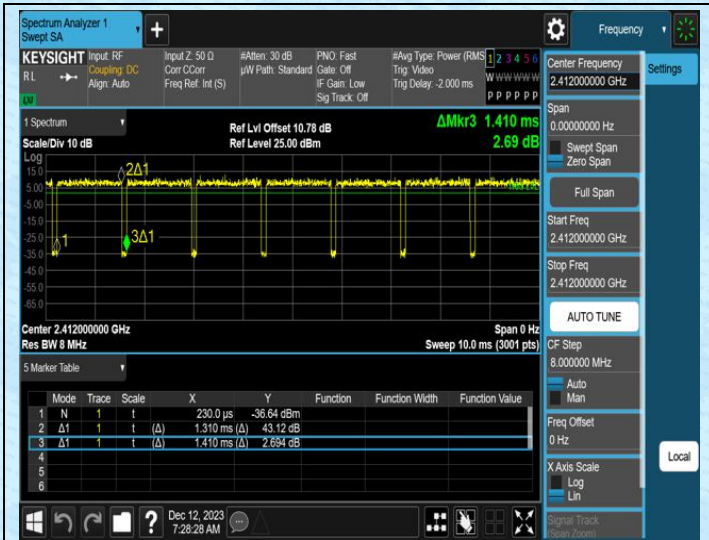 Spectrum Analyzer 1
Swept SA
+
Frequency
KEYSIGHT
RL
Input: RF
Coupling: DC
Align: Auto
Input Z: 50 Ω
Corr CCorr
Freq Ref: Int (S)
#Atten: 30 dB
µW Path: Standard
PNO: Fast
Gate: Off
IF Gain: Low
Sig Track: Off
#Avg Type: Power (RMS
Trig: Video
Trig Delay: -2.000 ms
1 2 3 4 5 6
W W W W W W
P P P P P P
Center Frequency
2.412000000 GHz
Settings
Span
0.00000000 Hz
Swept Span
Zero Span
Full Span
Start Freq
2.412000000 GHz
Stop Freq
2.412000000 GHz
AUTO TUNE
CF Step
8.000000 MHz
Auto
Man
Freq Offset
0 Hz
X Axis Scale
Log
Lin
Signal Track
(Span Zoom)
Local
1 Spectrum
Scale/Div 10 dB
Ref Lvl Offset 10.78 dB
Ref Level 25.00 dBm
ΔMkr3 1.410 ms
2.69 dB
Log
15.0
5.00
-5.00
-15.0
-25.0
-35.0
-45.0
-55.0
-65.0
2Δ1
1
3Δ1
Center 2.412000000 GHz
Res BW 8 MHz
Span 0 Hz
Sweep 10.0 ms (3001 pts)
5 Marker Table
Mode Trace Scale X Y Function Function Width Function Value
1 N 1 t 230.0 µs -36.64 dBm
2 Δ1 1 t (Δ) 1.310 ms (Δ) 43.12 dB
3 Δ1 1 t (Δ) 1.410 ms (Δ) 2.694 dB
4
5
6
?
Dec 12, 2023
7:28:28 AM